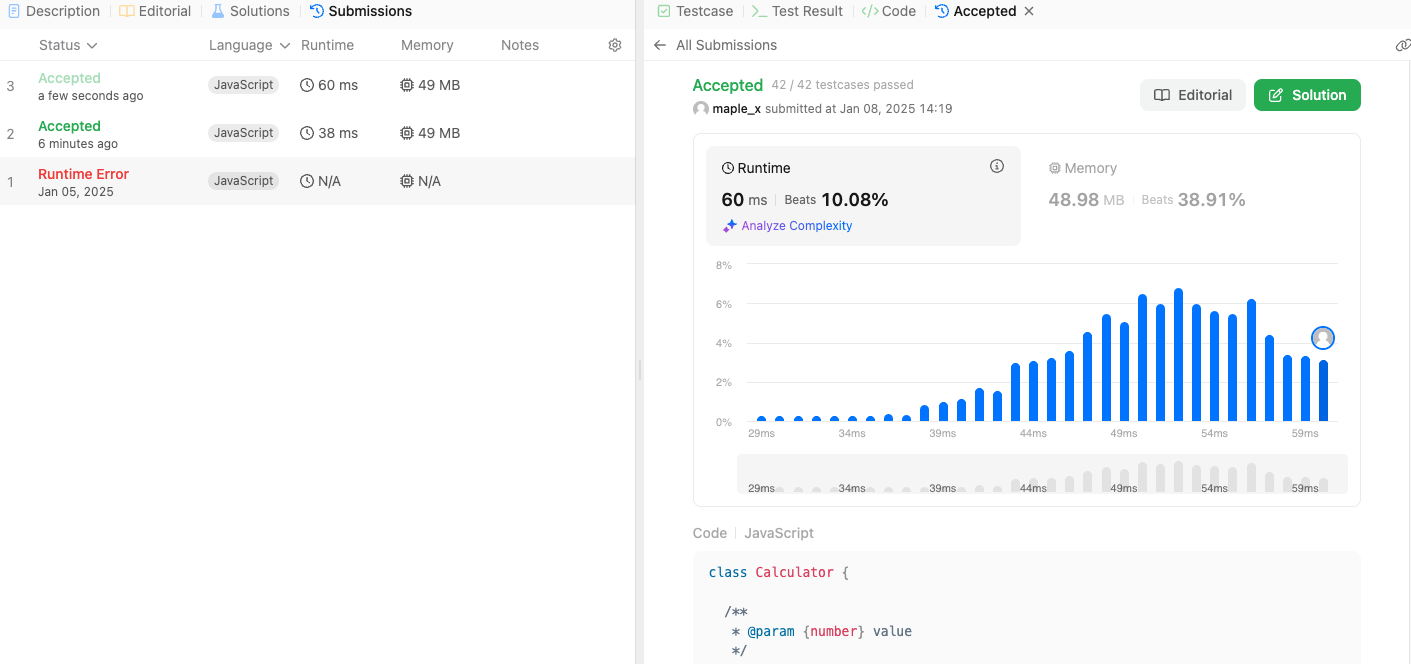 Description Editorial Solutions Submissions
Status Language Runtime Memory Notes
3 Accepted JavaScript 60 ms 49 MB
a few seconds ago
2 Accepted JavaScript 38 ms 49 MB
6 minutes ago
1 Runtime Error JavaScript N/A N/A
Jan 05, 2025
Testcase Test Result Code Accepted
All Submissions
Accepted 42 / 42 testcases passed
maple_x submitted at Jan 08, 2025 14:19
Editorial Solution
Runtime
60 ms Beats 10.08%
Analyze Complexity
Memory
48.98 MB Beats 38.91%
8%
6%
4%
2%
0%
29ms 34ms 39ms 44ms 49ms 54ms 59ms
29ms 34ms 39ms 44ms 49ms 54ms 59ms
Code JavaScript
class Calculator {
/**
* @param {number} value
*/